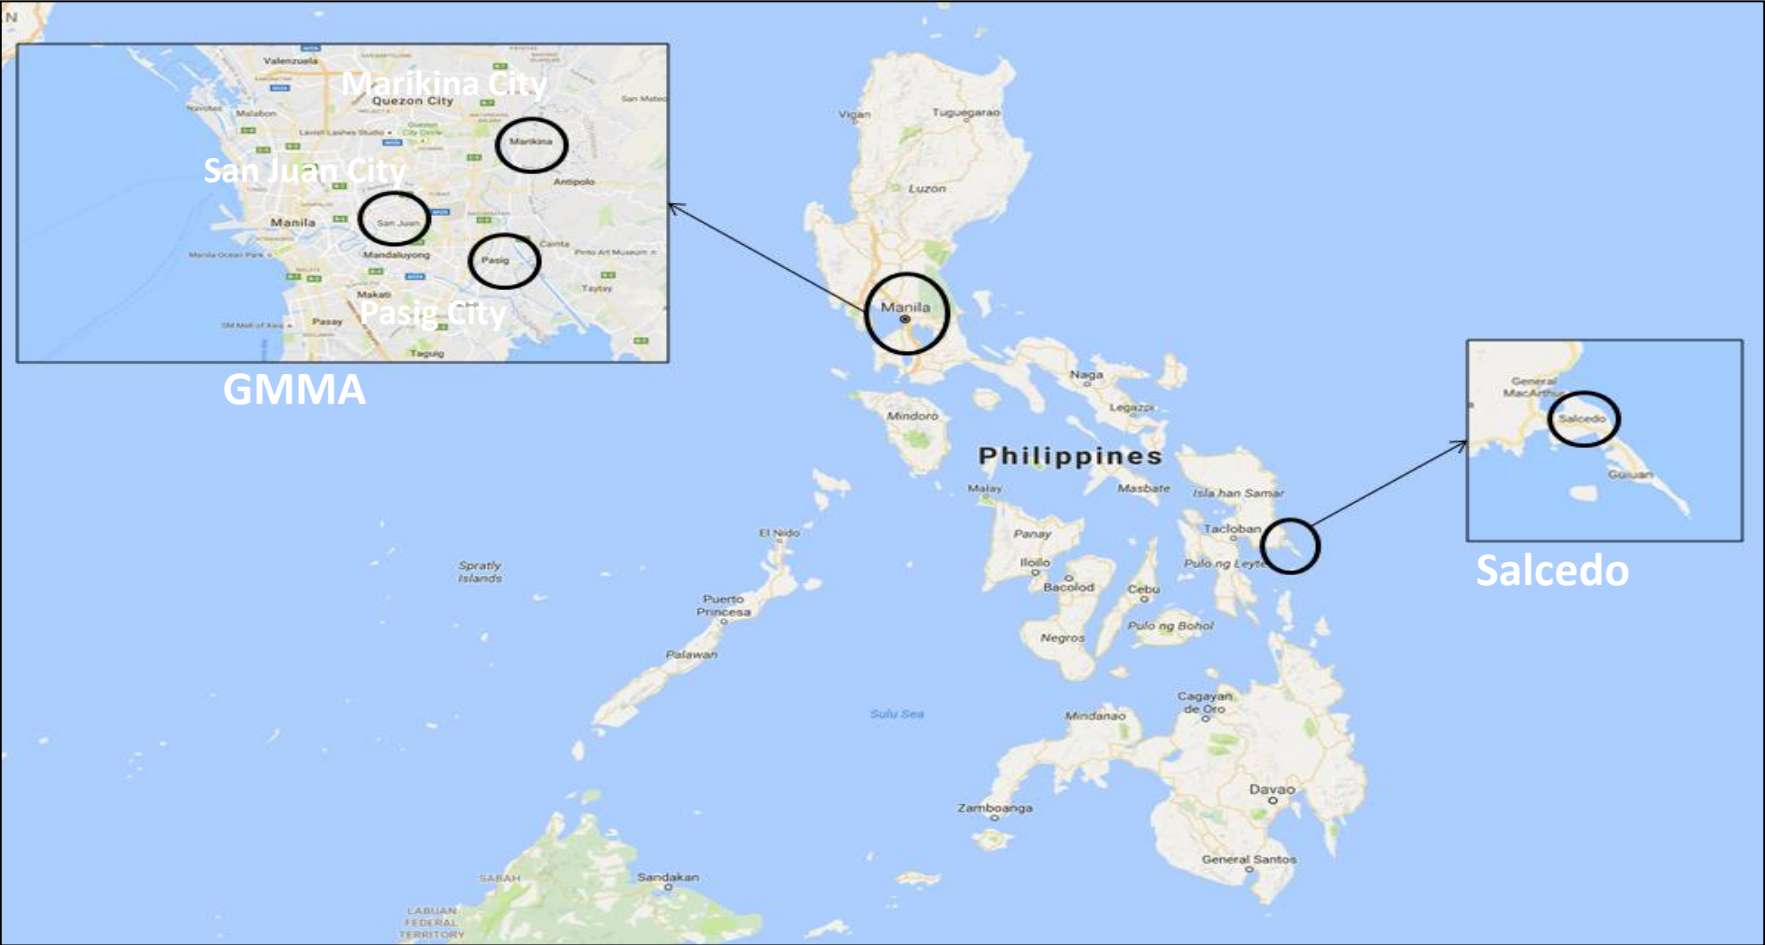 N
Valenzuela
Marikina City
Quezon City
San Mateo
Navotas
Malabon
Lavish Lashes Studio
Quezon
City Circle
Marikina
San Juan City
Antipolo
Manila
San Juan
Mandaluyong
Cainta
Manila Ocean Park
Pasig
Pinto Art Museum
Makati
Taytay
Pasig City
SM Mall of Asia
Pasay
Taguig
GMMA
Vigan
Tuguegarao
Luzon
Manila
Naga
Legazpi
Mindoro
Philippines
Malay
Masbate
Isla han Samar
General
MacArthur
Salcedo
Guiuan
Salcedo
El Nido
Panay
Tacloban
Iloilo
Pulo ng Leyte
Spratly
Islands
Bacolod
Cebu
Puerto
Princesa
Negros
Pulo ng Bohol
Palawan
Sulu Sea
Cagayan
de Oro
Mindanao
Zamboanga
Davao
General Santos
SABAH
Sandakan
LABUAN
FEDERAL
TERRITORY